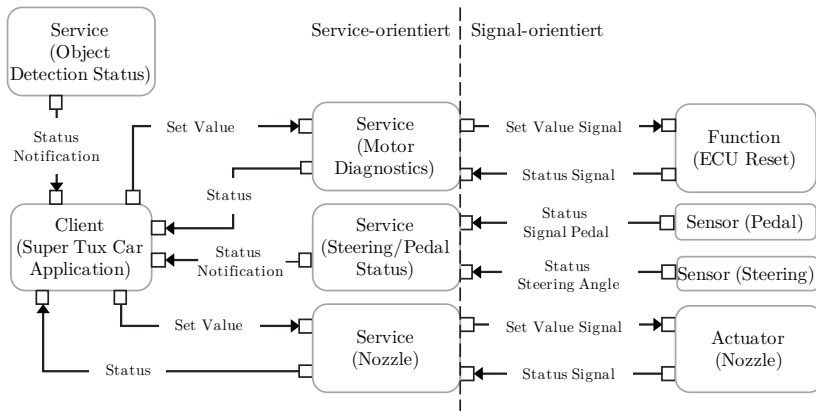 Service
(Object
Detection Status)
Service-orientiert
Signal-orientiert
Status
Notification
Set Value
Service
(Motor
Diagnostics)
Set Value Signal
Status Signal
Function
(ECU Reset)
Status
Client
(Super Tux Car
Application)
Status
Notification
Service
(Steering/Pedal
Status)
Status
Signal Pedal
Sensor (Pedal)
Status
Steering Angle
Sensor (Steering)
Set Value
Status
Service
(Nozzle)
Set Value Signal
Status Signal
Actuator
(Nozzle)